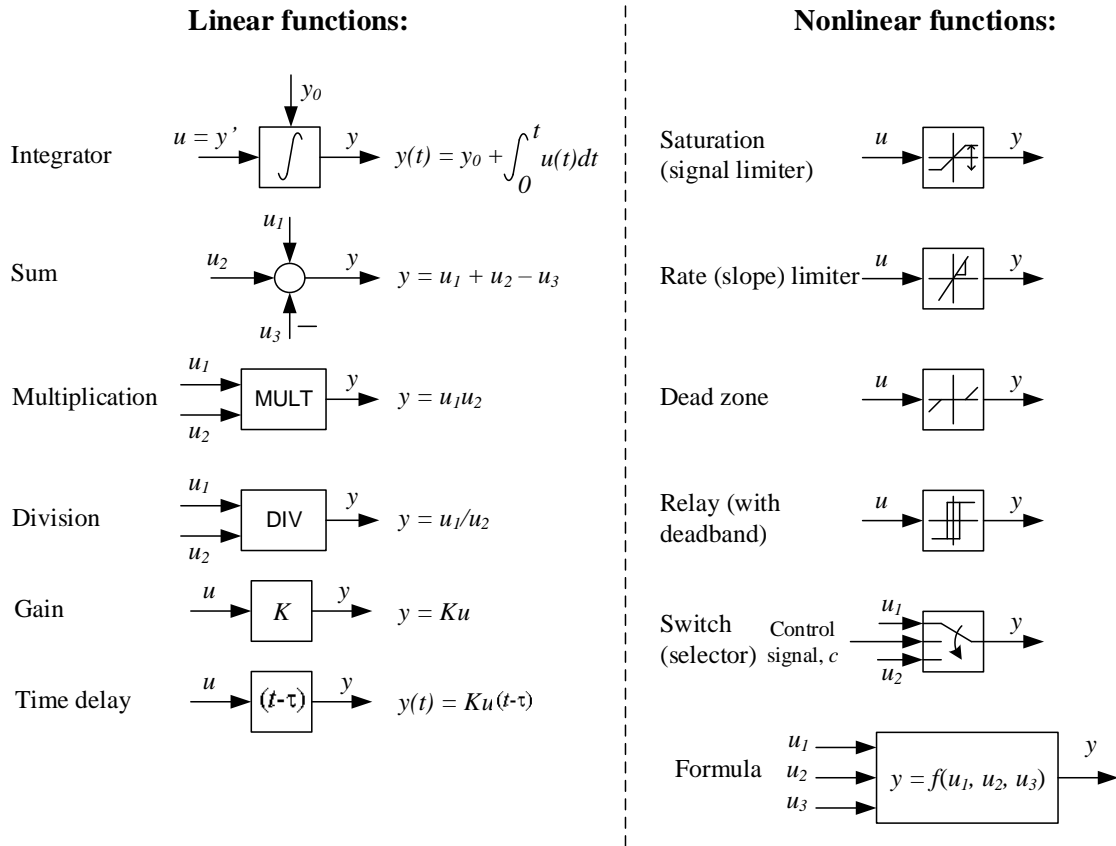 Linear functions:
Integrator
y₀
u = y’
∫
y
y(t) = y₀ + ∫₀ᵗ u(t)dt
Sum
u₁
u₂
u₃
–
y
y = u₁ + u₂ – u₃
Multiplication
u₁
u₂
MULT
y
y = u₁u₂
Division
u₁
u₂
DIV
y
y = u₁/u₂
Gain
u
K
y
y = Ku
Time delay
u
(t-τ)
y
y(t) = Ku(t-τ)
Nonlinear functions:
Saturation
(signal limiter)
u
y
Rate (slope) limiter
u
y
Dead zone
u
y
Relay (with
deadband)
u
y
Switch
(selector)
Control
signal, c
u₁
u₂
y
Formula
u₁
u₂
u₃
y = f(u₁, u₂, u₃)
y